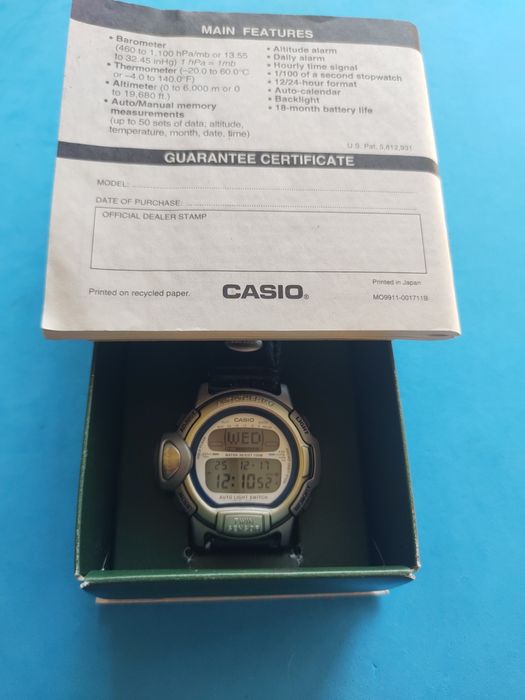 MAIN FEATURES
• Barometer
(460 to 1,100 hPa/mb or 13.55
to 32.45 inHg) 1 hPa = 1mb
• Thermometer (–20.0 to 60.0°C
or –4.0 to 140.0°F)
• Altimeter (0 to 6,000 m or 0
to 19,680 ft.)
• Auto/Manual memory
measurements
(up to 50 sets of data; altitude,
temperature, month, date, time)
• Altitude alarm
• Daily alarm
• Hourly time signal
• 1/100 of a second stopwatch
• 12/24-hour format
• Auto-calendar
• Backlight
• 18-month battery life
U.S. Pat. 5,612,931
GUARANTEE CERTIFICATE
MODEL:
DATE OF PURCHASE:
OFFICIAL DEALER STAMP
Printed on recycled paper.
CASIO®
Printed in Japan
MO9911-001711B
CASIO
WED
WATER RESIST 100M
25 12-17
12:10 52
AUTO LIGHT SWITCH
TWIN
SENSOR